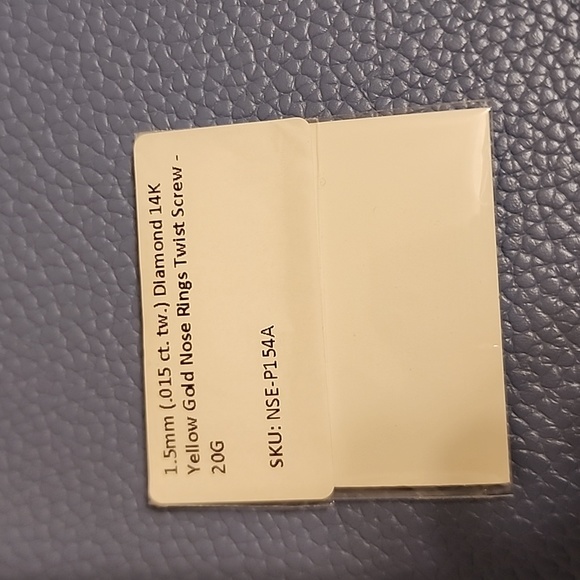 1.5mm (.015 ct. tw.) Diamond 14K
Yellow Gold Nose Rings Twist Screw -
20G
SKU: NSE-P154A